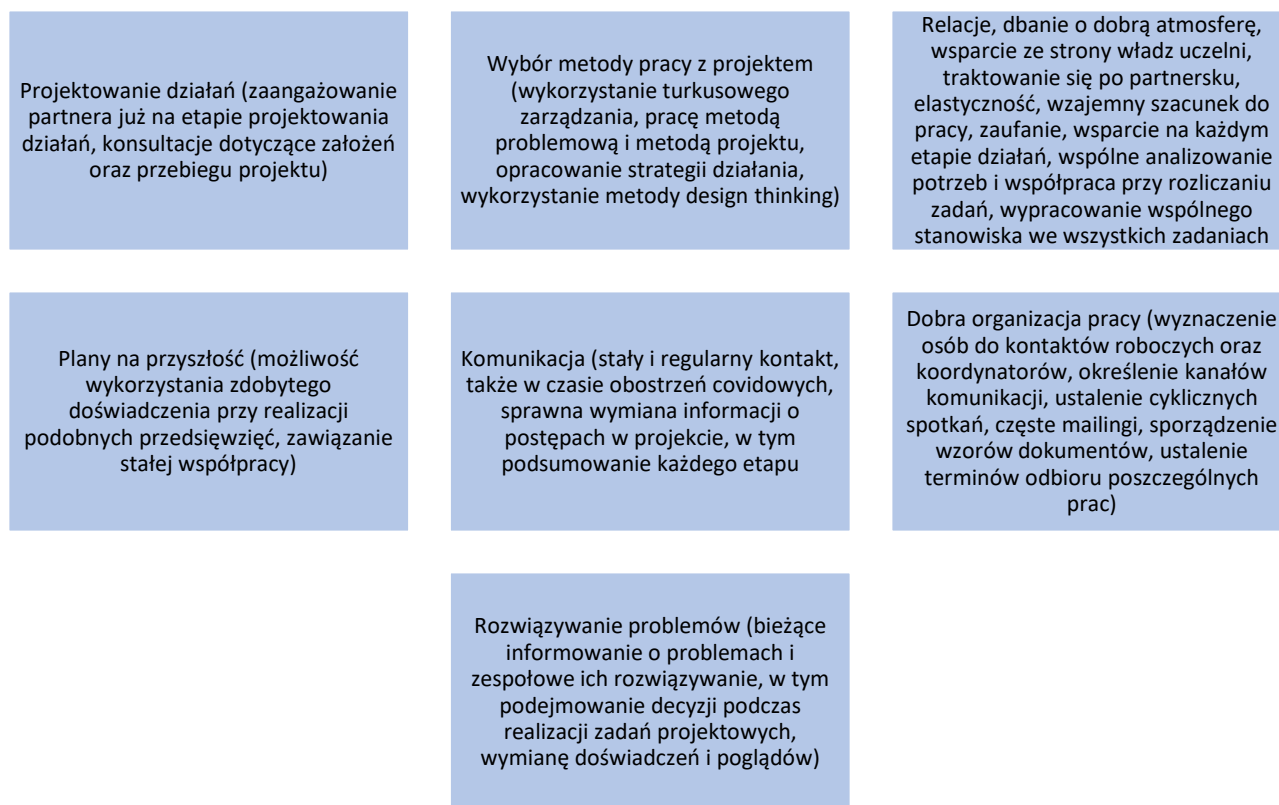 Projektowanie działań (zaangażowanie
partnera już na etapie projektowania
działań, konsultacje dotyczące założeń
oraz przebiegu projektu)
Wybór metody pracy z projektem
(wykorzystanie turkusowego
zarządzania, pracę metodą
problemową i metodą projektu,
opracowanie strategii działania,
wykorzystanie metody design thinking)
Relacje, dbanie o dobrą atmosferę,
wsparcie ze strony władz uczelni,
traktowanie się po partnersku,
elastyczność, wzajemny szacunek do
pracy, zaufanie, wsparcie na każdym
etapie działań, wspólne analizowanie
potrzeb i współpraca przy rozliczaniu
zadań, wypracowanie wspólnego
stanowiska we wszystkich zadaniach
Plany na przyszłość (możliwość
wykorzystania zdobytego
doświadczenia przy realizacji
podobnych przedsięwzięć, zawiązanie
stałej współpracy)
Komunikacja (stały i regularny kontakt,
także w czasie obostrzeń covidowych,
sprawna wymiana informacji o
postępach w projekcie, w tym
podsumowanie każdego etapu
Dobra organizacja pracy (wyznaczenie
osób do kontaktów roboczych oraz
koordynatorów, określenie kanałów
komunikacji, ustalenie cyklicznych
spotkań, częste mailingi, sporządzenie
wzorów dokumentów, ustalenie
terminów odbioru poszczególnych
prac)
Rozwiązywanie problemów (bieżące
informowanie o problemach i
zespołowe ich rozwiązywanie, w tym
podejmowanie decyzji podczas
realizacji zadań projektowych,
wymianę doświadczeń i poglądów)